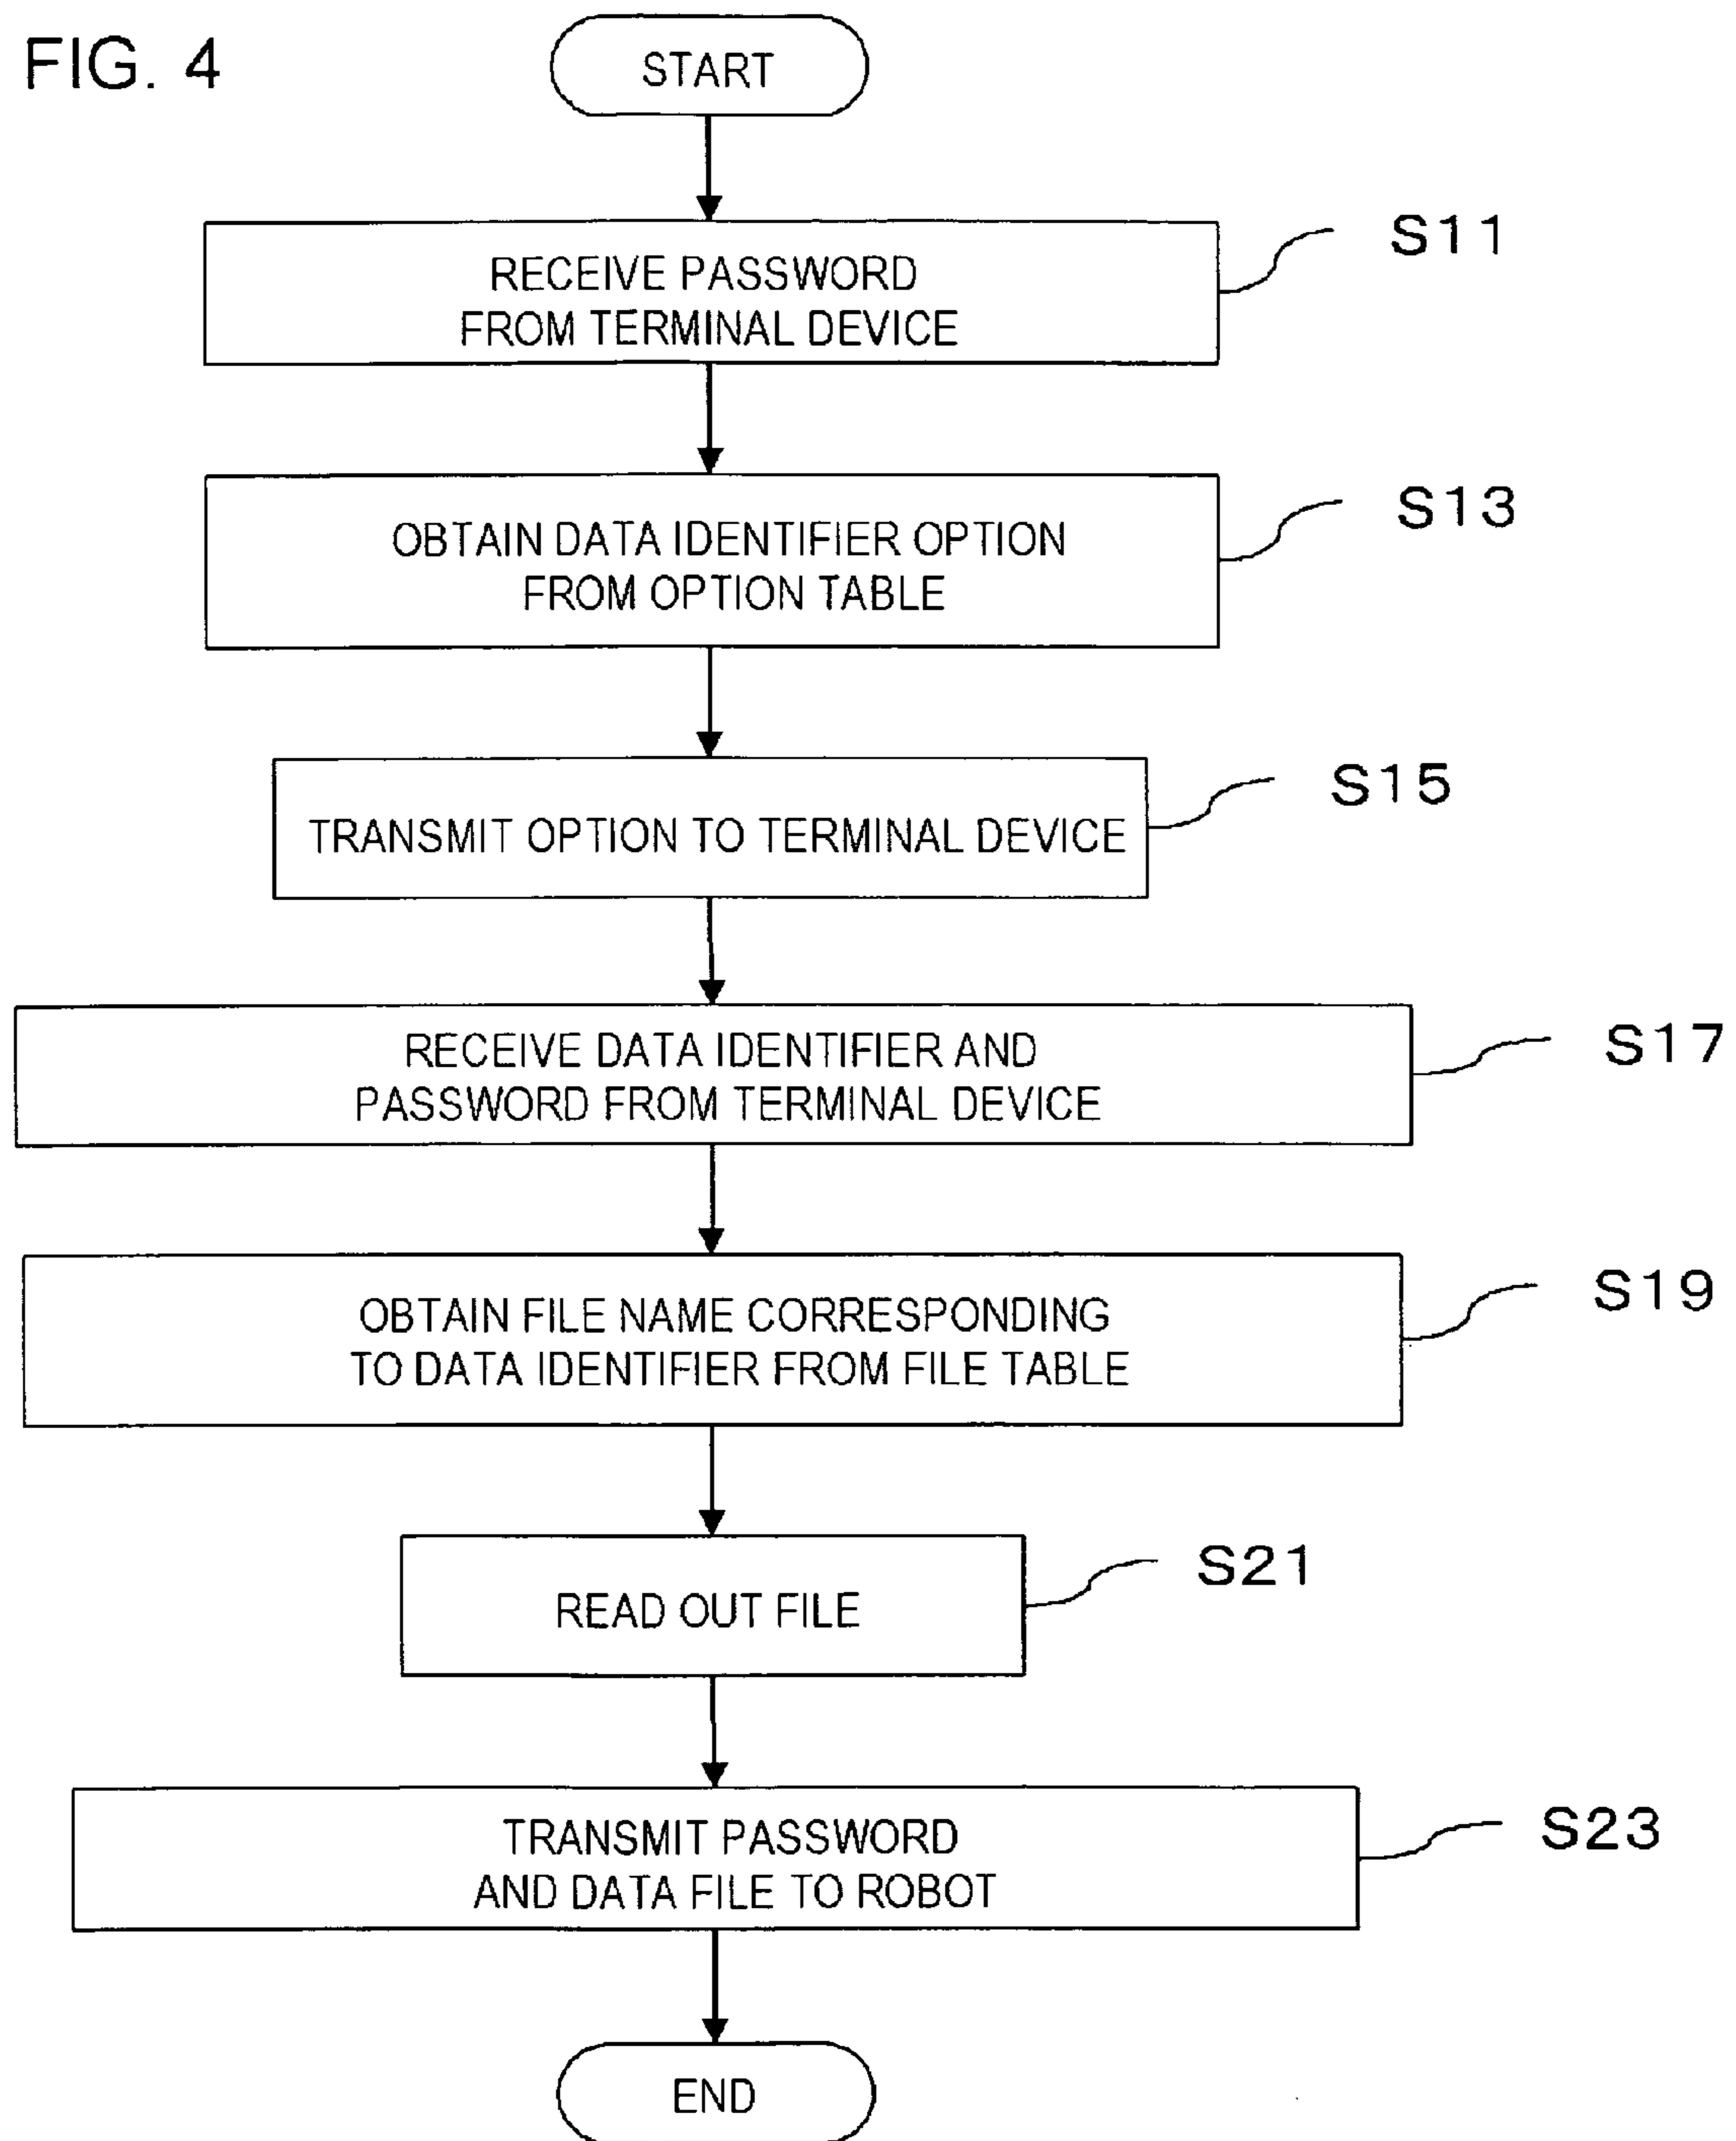 FIG. 4
START
S11
RECEIVE PASSWORD
FROM TERMINAL DEVICE
S13
OBTAIN DATA IDENTIFIER OPTION
FROM OPTION TABLE
S15
TRANSMIT OPTION TO TERMINAL DEVICE
S17
RECEIVE DATA IDENTIFIER AND
PASSWORD FROM TERMINAL DEVICE
S19
OBTAIN FILE NAME CORRESPONDING
TO DATA IDENTIFIER FROM FILE TABLE
S21
READ OUT FILE
S23
TRANSMIT PASSWORD
AND DATA FILE TO ROBOT
END